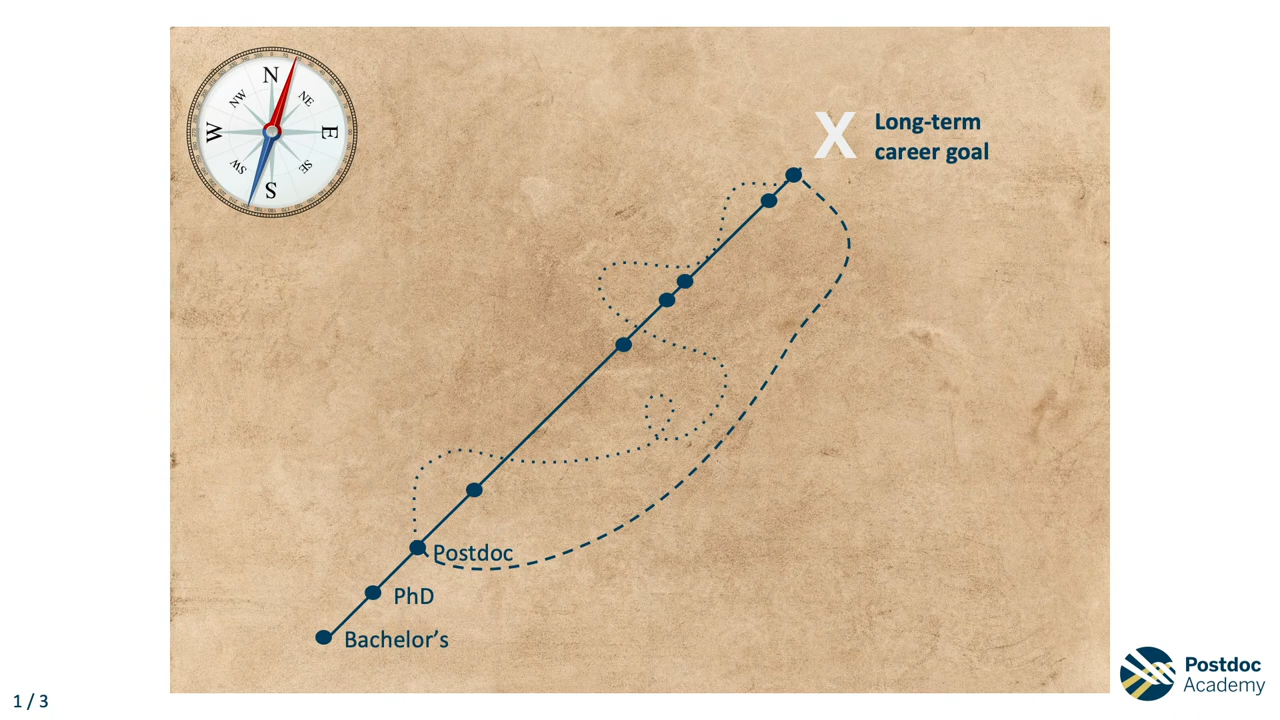 N
NW
NE
W
E
SW
SE
S
X
Long-term
career goal
Postdoc
PhD
Bachelor's
1 / 3
Postdoc
Academy